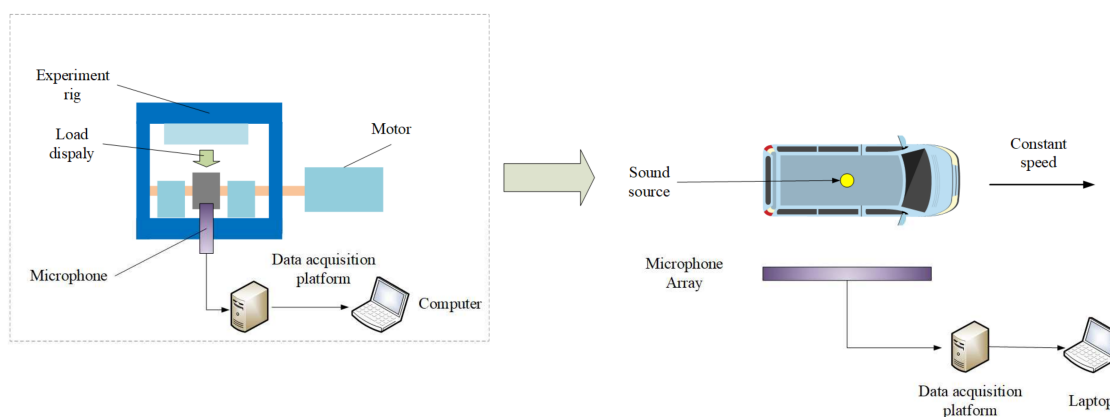 Experiment
rig
Load
dispaly
Motor
Microphone
Data acquisition
platform
Computer
Sound
source
Constant
speed
Microphone
Array
Data acquisition
platform
Laptop